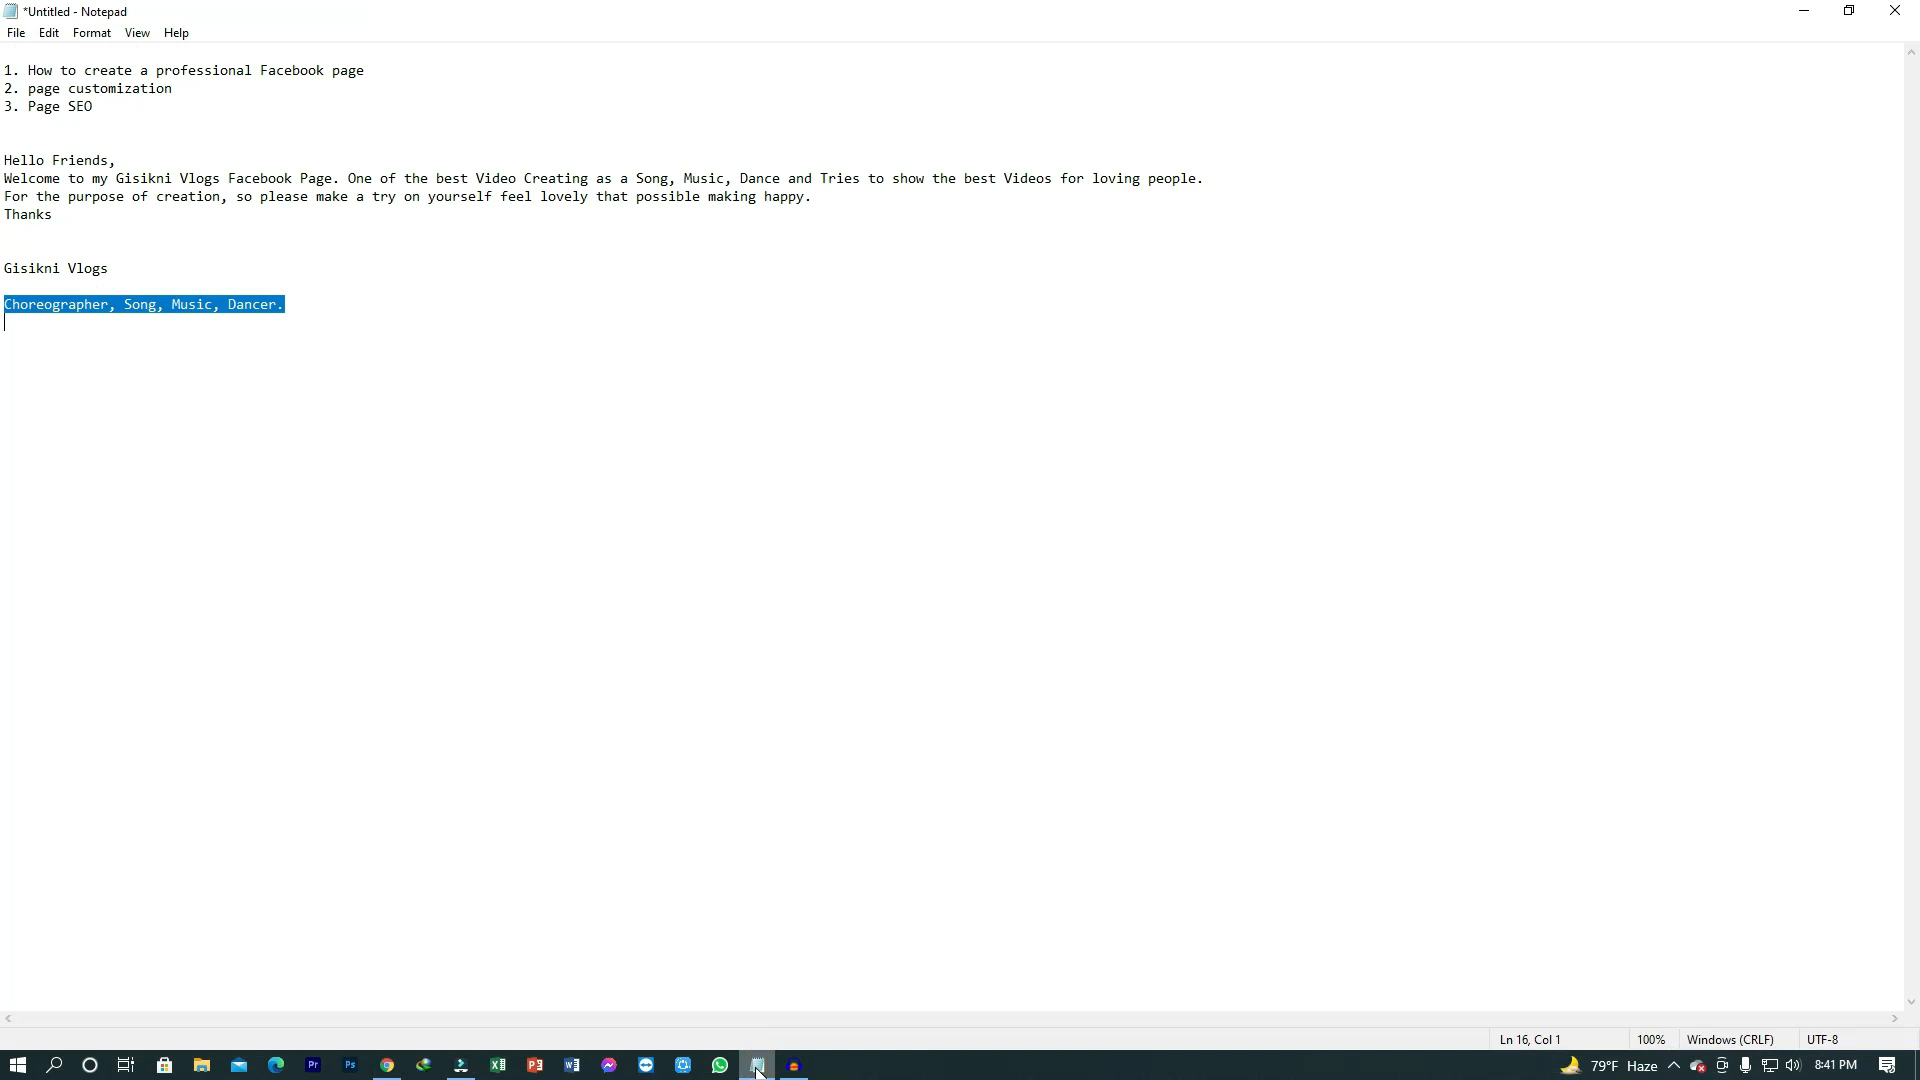 *Untitled - Notepad
File Edit Format View Help
1. How to create a professional Facebook page
2. page customization
3. Page SEO
Hello Friends,
Welcome to my Gisikni Vlogs Facebook Page. One of the best Video Creating as a Song, Music, Dance and Tries to show the best Videos for loving people.
For the purpose of creation, so please make a try on yourself feel lovely that possible making happy.
Thanks
Gisikni Vlogs
Choreographer, Song, Music, Dancer.
Ln 16, Col 1 100% Windows (CRLF) UTF-8
Pr Ps 79°F Haze 8:41 PM